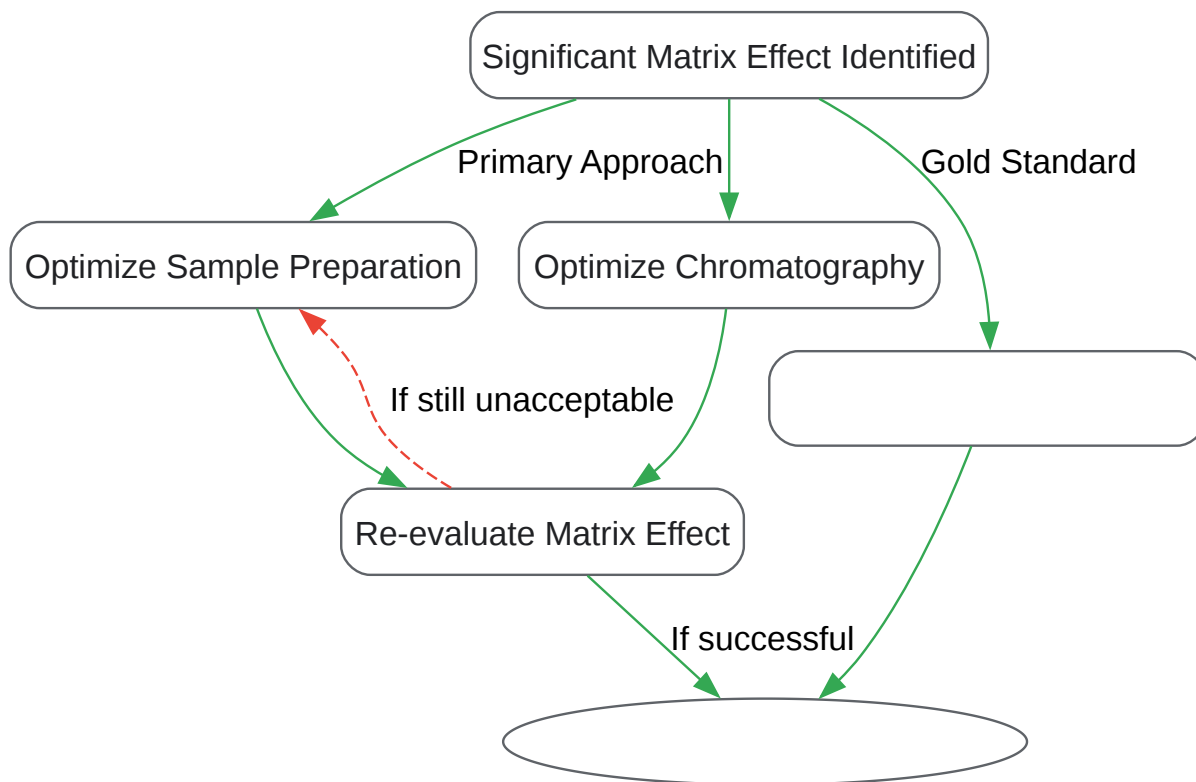 Significant Matrix Effect Identified
Primary Approach
Gold Standard
Optimize Sample Preparation
Optimize Chromatography
If still unacceptable
Re-evaluate Matrix Effect
If successful